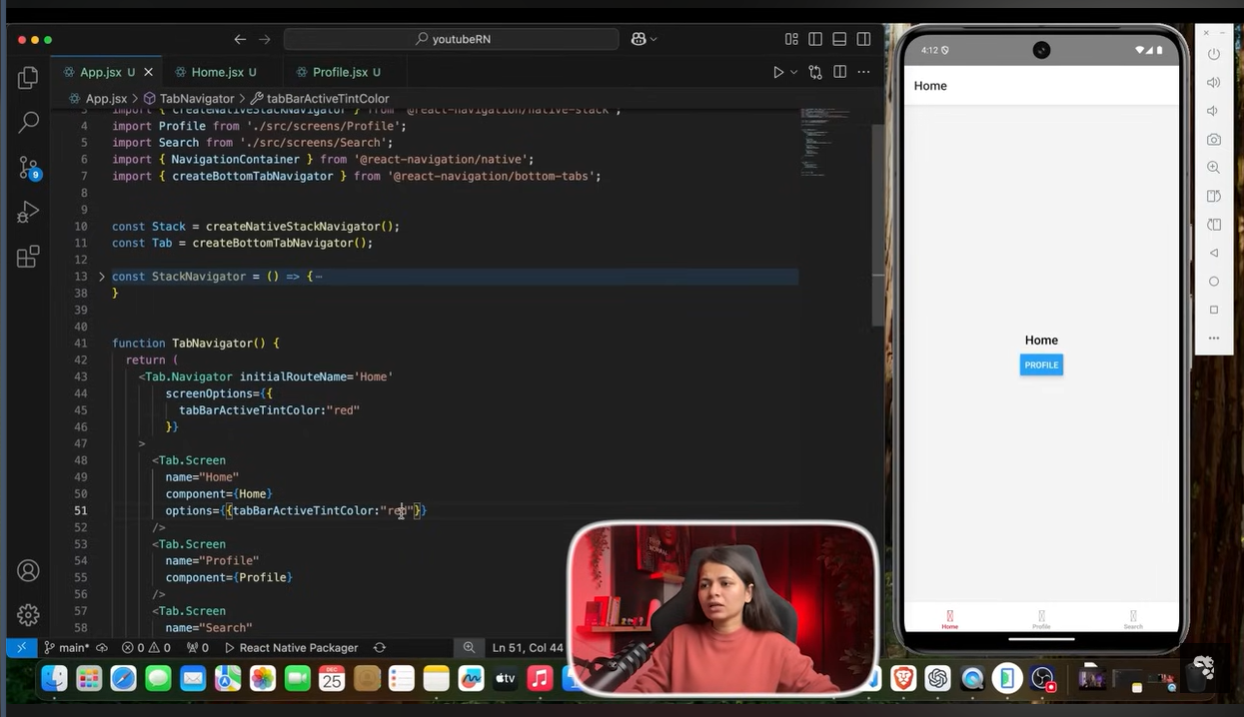 youtubeRN
App.jsx U
Home.jsx U
Profile.jsx U
App.jsx > TabNavigator > tabBarActiveTintColor
3 import { createNativeStackNavigator } from '@react-navigation/native-stack';
4 import Profile from './src/screens/Profile';
5 import Search from './src/screens/Search';
6 import { NavigationContainer } from '@react-navigation/native';
7 import { createBottomTabNavigator } from '@react-navigation/bottom-tabs';
8
9
10 const Stack = createNativeStackNavigator();
11 const Tab = createBottomTabNavigator();
12
13 const StackNavigator = () => {
38 }
39
40
41 function TabNavigator() {
42 return (
43 <Tab.Navigator initialRouteName='Home'
44 screenOptions={{
45 tabBarActiveTintColor:"red"
46 }}
47 >
48 <Tab.Screen
49 name="Home"
50 component={Home}
51 options={{tabBarActiveTintColor:"red"}}
52 />
53 <Tab.Screen
54 name="Profile"
55 component={Profile}
56 />
57 <Tab.Screen
58 name="Search"
9
main*
0 0
0
React Native Packager
Ln 51, Col 44
DEC
25
tv
4:12
Home
Home
PROFILE
Home
Profile
Search